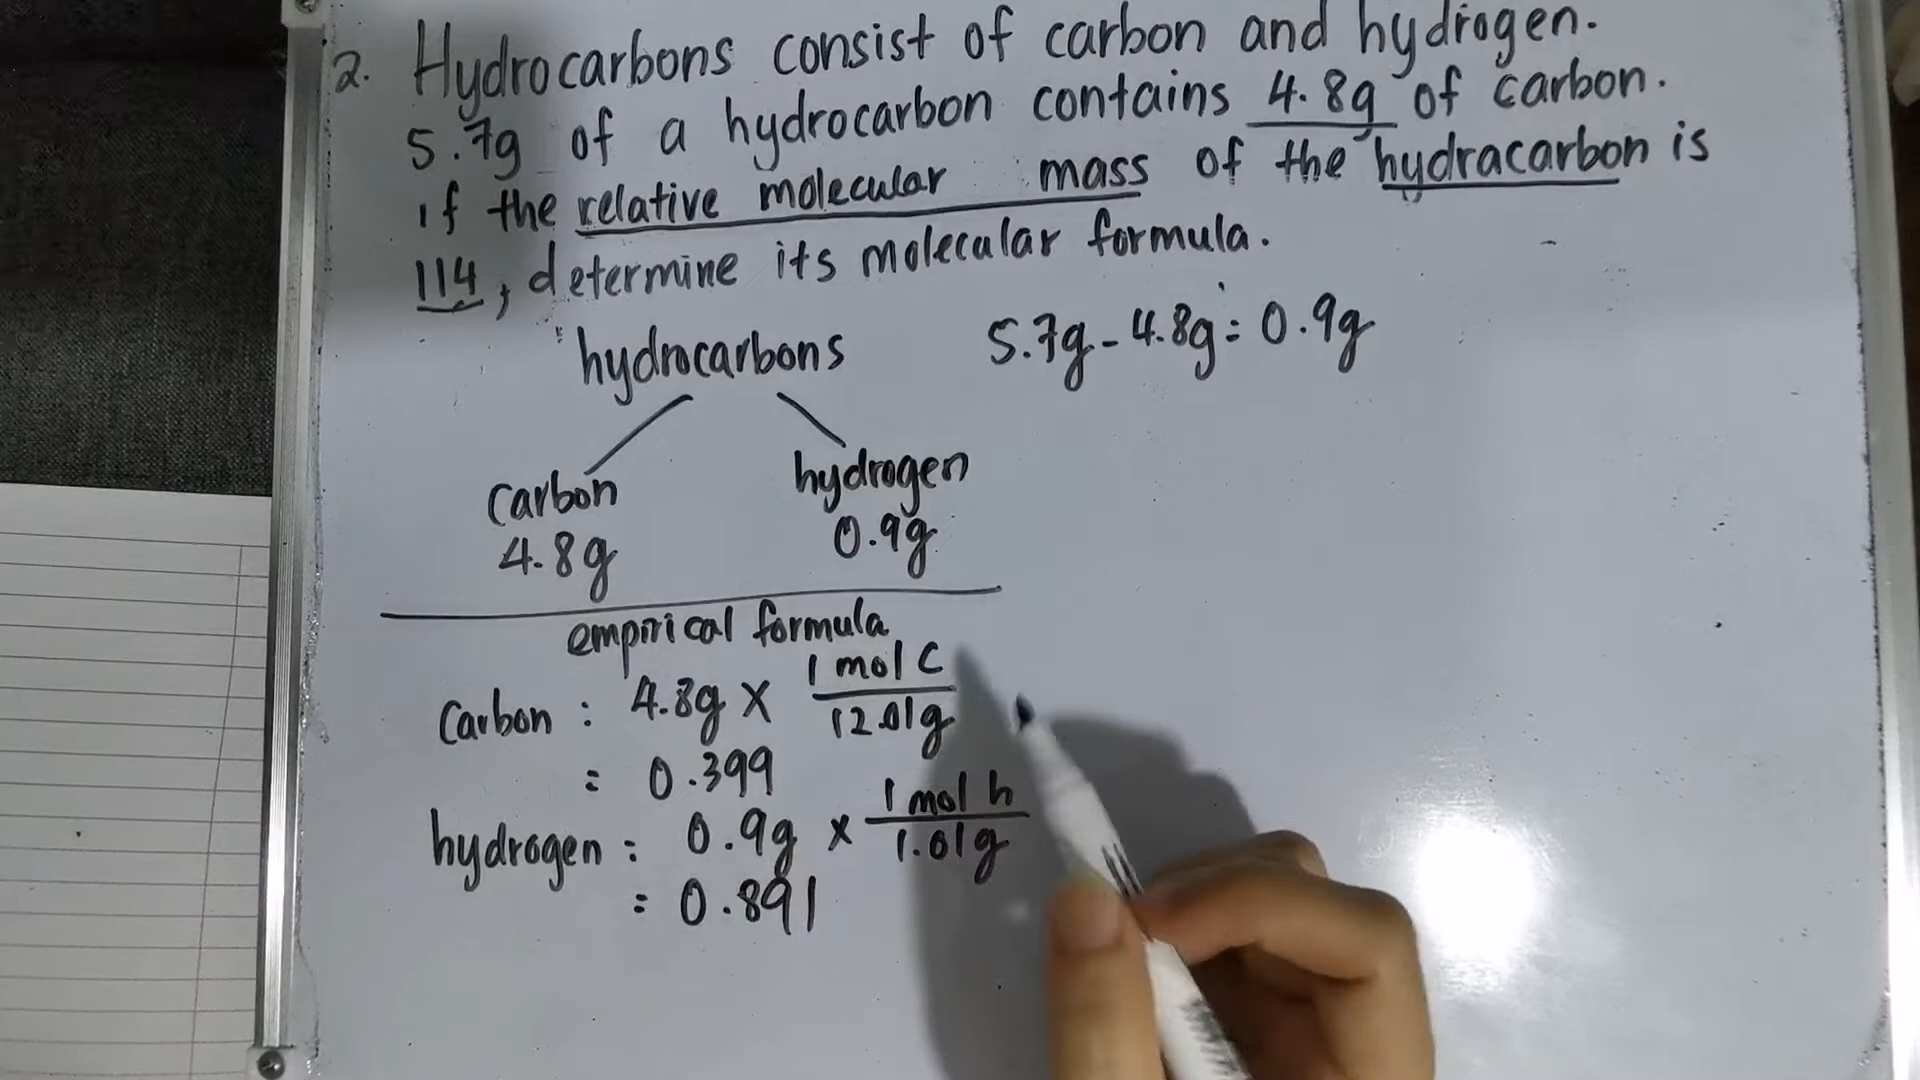 2. Hydrocarbons consist of carbon and hydrogen.
5.7g of a hydrocarbon contains 4.8g of carbon.
if the relative molecular mass of the hydracarbon is
114, determine its molecular formula.
hydrocarbons
5.7g - 4.8g = 0.9g
carbon hydrogen
4.8g 0.9g
empirical formula
Carbon : 4.8g x 1 mol C / 12.01g
= 0.399
hydrogen : 0.9g x 1 mol h / 1.01g
= 0.891